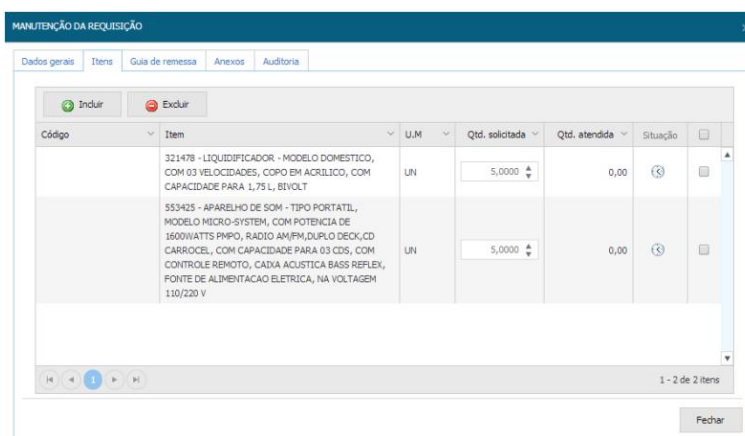 MANUTENÇÃO DA REQUISIÇÃO
Dados gerais Itens Guia de remessa Anexos Auditoria
Incluir Excluir
Código Item U.M Qtd. solicitada Qtd. atendida Situação
321478 - LIQUIDIFICADOR - MODELO DOMESTICO,
COM 03 VELOCIDADES, COPO EM ACRILICO, COM UN 5,0000 0,00
CAPACIDADE PARA 1,75 L, BIVOLT
553425 - APARELHO DE SOM - TIPO PORTATIL,
MODELO MICRO-SYSTEM, COM POTENCIA DE
1600WATTS PMPO, RADIO AM/FM,DUPLO DECK,CD
CARROCEL, COM CAPACIDADE PARA 03 CDS, COM UN 5,0000 0,00
CONTROLE REMOTO, CAIXA ACUSTICA BASS REFLEX,
FONTE DE ALIMENTACAO ELETRICA, NA VOLTAGEM
110/220 V
1 1 - 2 de 2 itens
Fechar